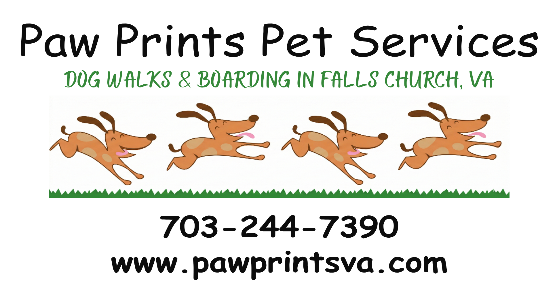 Paw Prints Pet Services
DOG WALKS & BOARDING IN FALLS CHURCH, VA
703-244-7390
www.pawprintsva.com